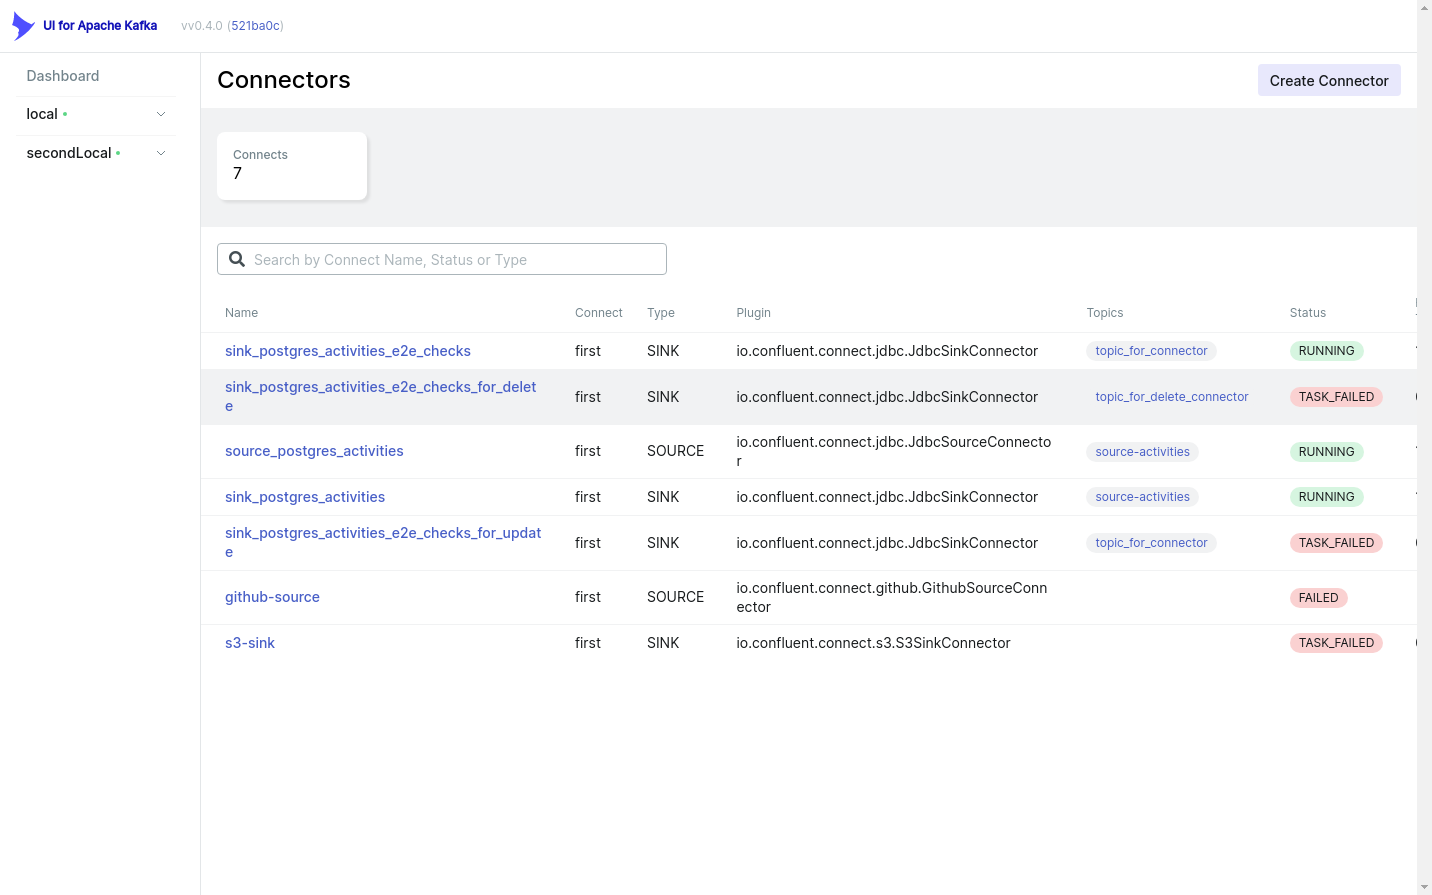 UI for Apache Kafka vv0.4.0 (521ba0c)
Dashboard
local
secondLocal
Connectors
Create Connector
Connects
7
Search by Connect Name, Status or Type
Name Connect Type Plugin Topics Status
sink_postgres_activities_e2e_checks first SINK io.confluent.connect.jdbc.JdbcSinkConnector topic_for_connector RUNNING
sink_postgres_activities_e2e_checks_for_delet
e first SINK io.confluent.connect.jdbc.JdbcSinkConnector topic_for_delete_connector TASK_FAILED
source_postgres_activities first SOURCE io.confluent.connect.jdbc.JdbcSourceConnecto
r source-activities RUNNING
sink_postgres_activities first SINK io.confluent.connect.jdbc.JdbcSinkConnector source-activities RUNNING
sink_postgres_activities_e2e_checks_for_updat
e first SINK io.confluent.connect.jdbc.JdbcSinkConnector topic_for_connector TASK_FAILED
github-source first SOURCE io.confluent.connect.github.GithubSourceConn
ector FAILED
s3-sink first SINK io.confluent.connect.s3.S3SinkConnector TASK_FAILED